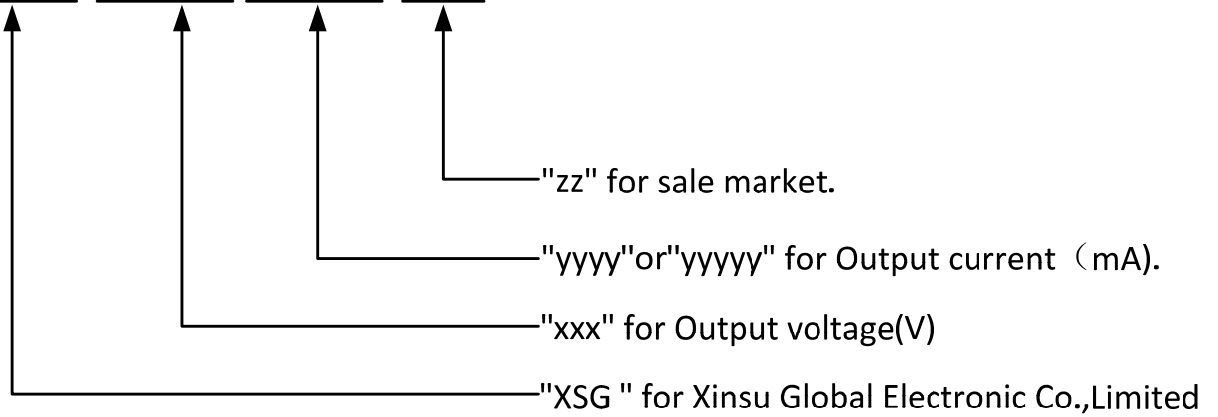 "zz" for sale market.
"yyyy"or"yyyyy" for Output current（mA).
"xxx" for Output voltage(V)
"XSG " for Xinsu Global Electronic Co.,Limited